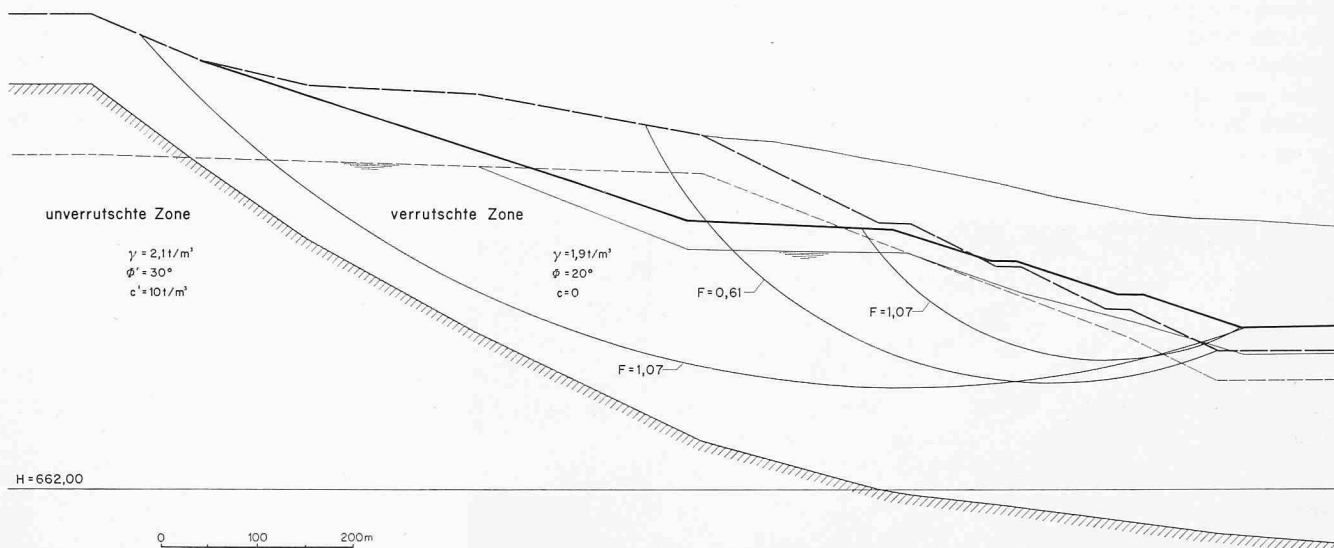 unverrutschte Zone
γ = 2,1 t/m³
Φ' = 30°
c' = 10 t/m³
verrutschte Zone
γ = 1,9 t/m³
Φ = 20°
c = 0
F = 0,61
F = 1,07
F = 1,07
H = 662,00
0 100 200m